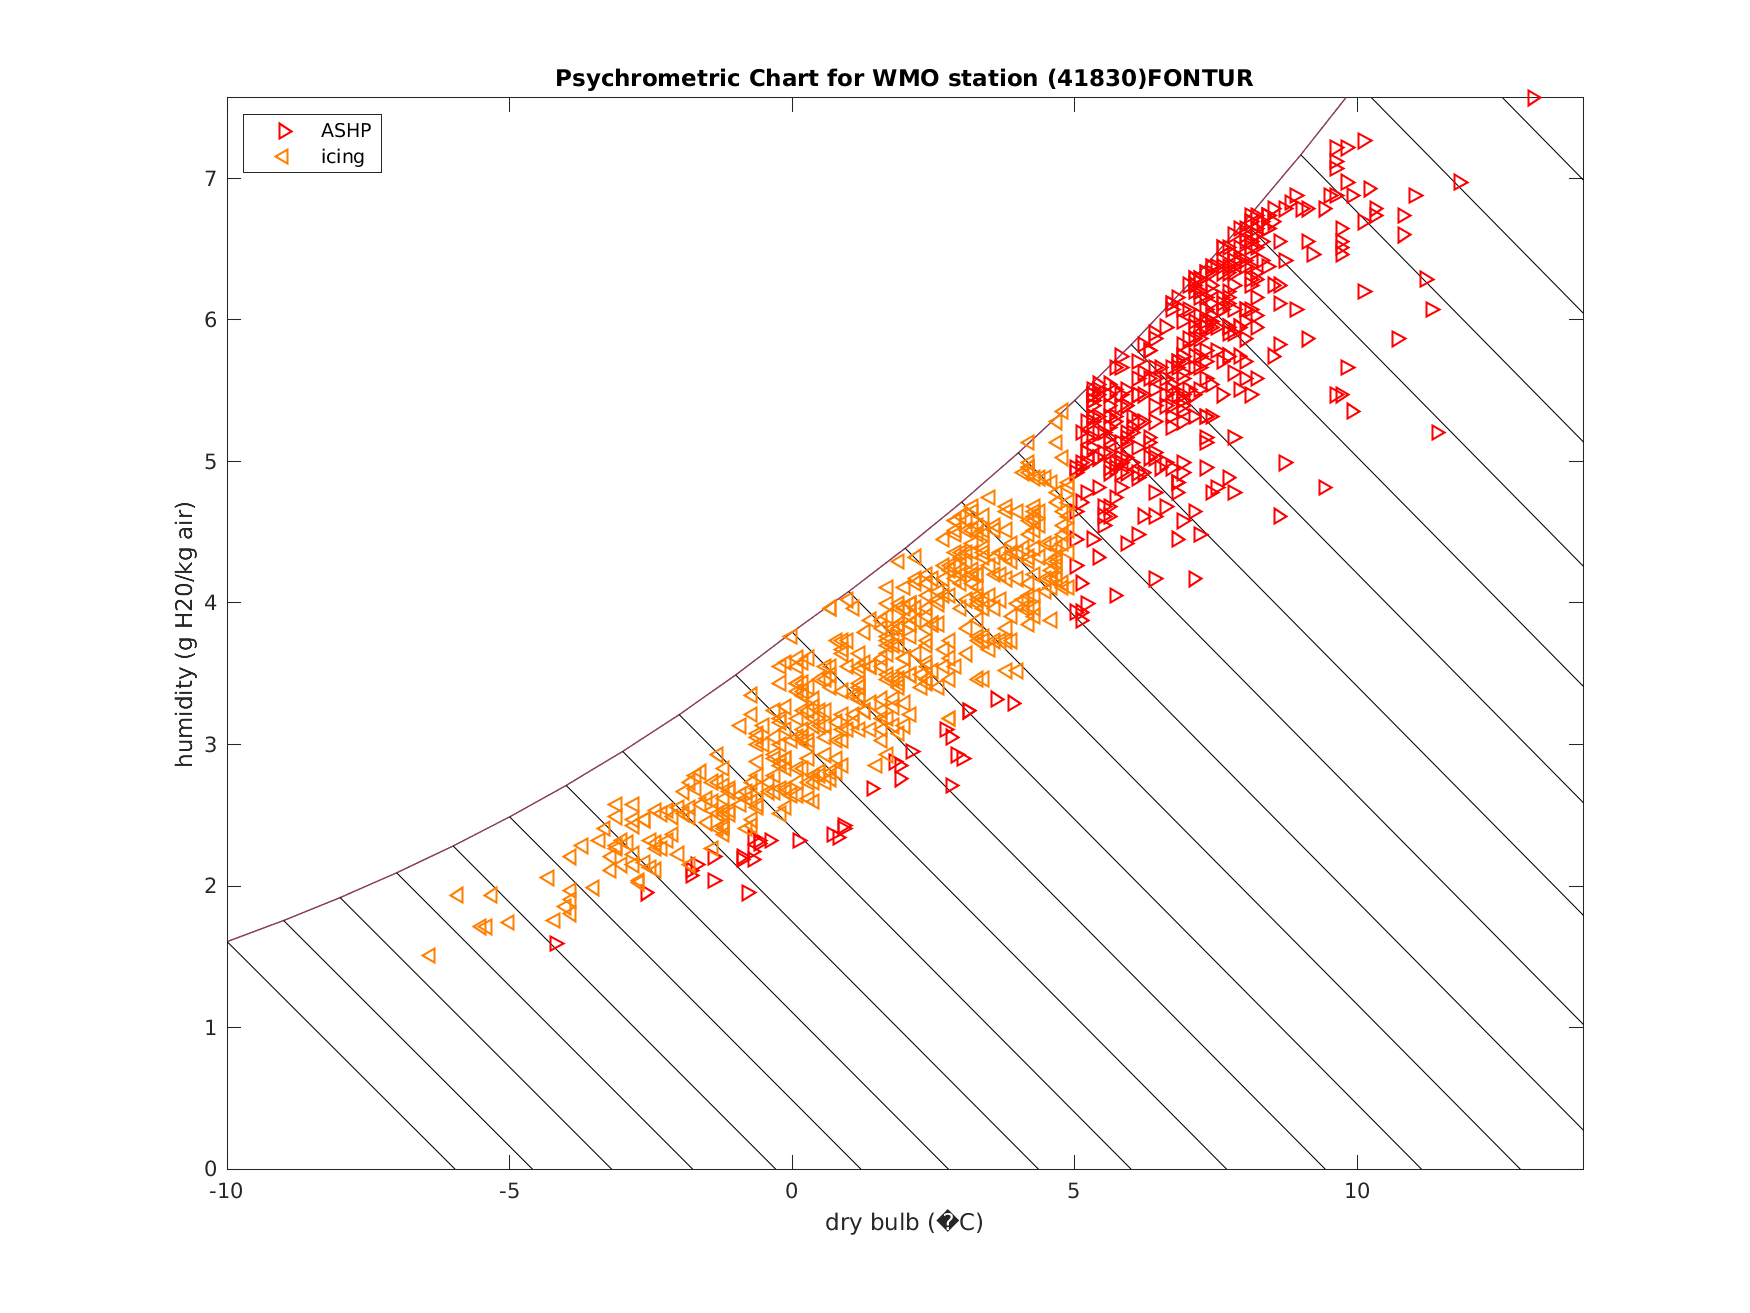 Psychrometric Chart for WMO station (41830)FONTUR
ASHP
icing
humidity (g H20/kg air)
7
6
5
4
3
2
1
0
-10 -5 0 5 10
dry bulb (�C)